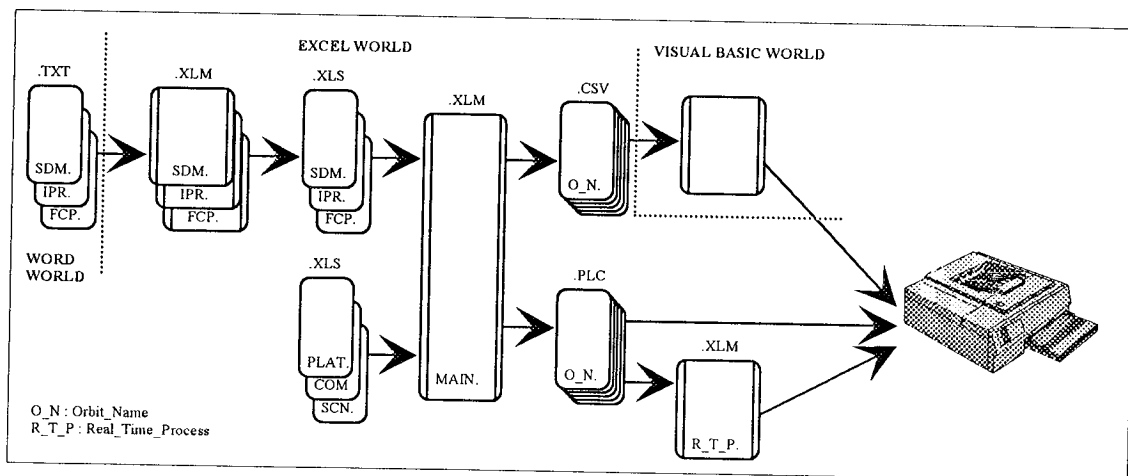 EXCEL WORLD
VISUAL BASIC WORLD
.TXT
.XLM
.XLS
.XLM
.CSV
SDM.
IPR.
FCP.
SDM.
IPR.
FCP.
SDM.
IPR.
FCP.
O_N.
WORD
WORLD
.XLS
.PLC
.XLM
PLAT.
COM
SCN.
MAIN.
O_N.
R_T_P.
O_N : Orbit_Name
R_T_P : Real_Time_Process